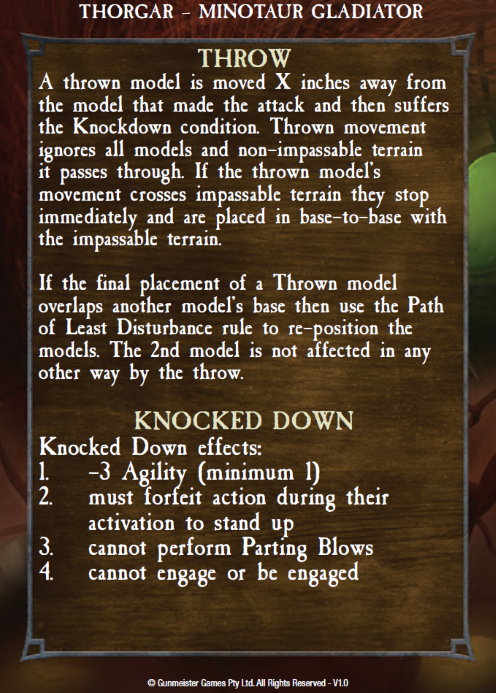 THORGAR - MINOTAUR GLADIATOR
THROW
A thrown model is moved X inches away from
the model that made the attack and then suffers
the Knockdown condition. Thrown movement
ignores all models and non-impassable terrain
it passes through. If the thrown model's
movement crosses impassable terrain they stop
immediately and are placed in base-to-base with
the impassable terrain.
If the final placement of a Thrown model
overlaps another model's base then use the Path
of Least Disturbance rule to re-position the
models. The 2nd model is not affected in any
other way by the throw.
KNOCKED DOWN
Knocked Down effects:
1. -3 Agility (minimum 1)
2. must forfeit action during their
activation to stand up
3. cannot perform Parting Blows
4. cannot engage or be engaged
© Gunmeister Games Pty Ltd. All Rights Reserved - V1.0